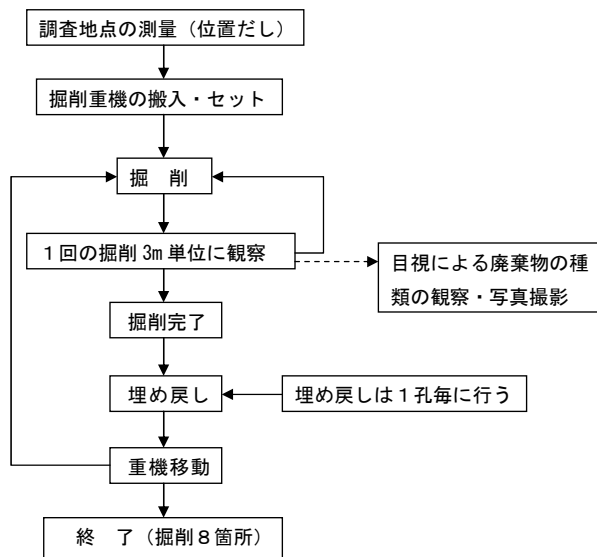 調査地点の測量（位置だし）
掘削重機の搬入・セット
掘　削
１回の掘削 3m 単位に観察
目視による廃棄物の種
類の観察・写真撮影
掘削完了
埋め戻し
埋め戻しは１孔毎に行う
重機移動
終　了（掘削８箇所）